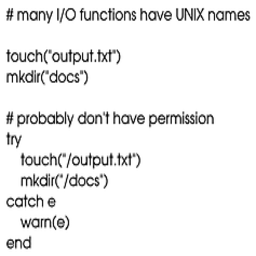 # many I/O functions have UNIX names

touch("output.txt")
mkdir("docs")

# probably don't have permission
try
    touch("/output.txt")
    mkdir("/docs")
catch e
    warn(e)
end